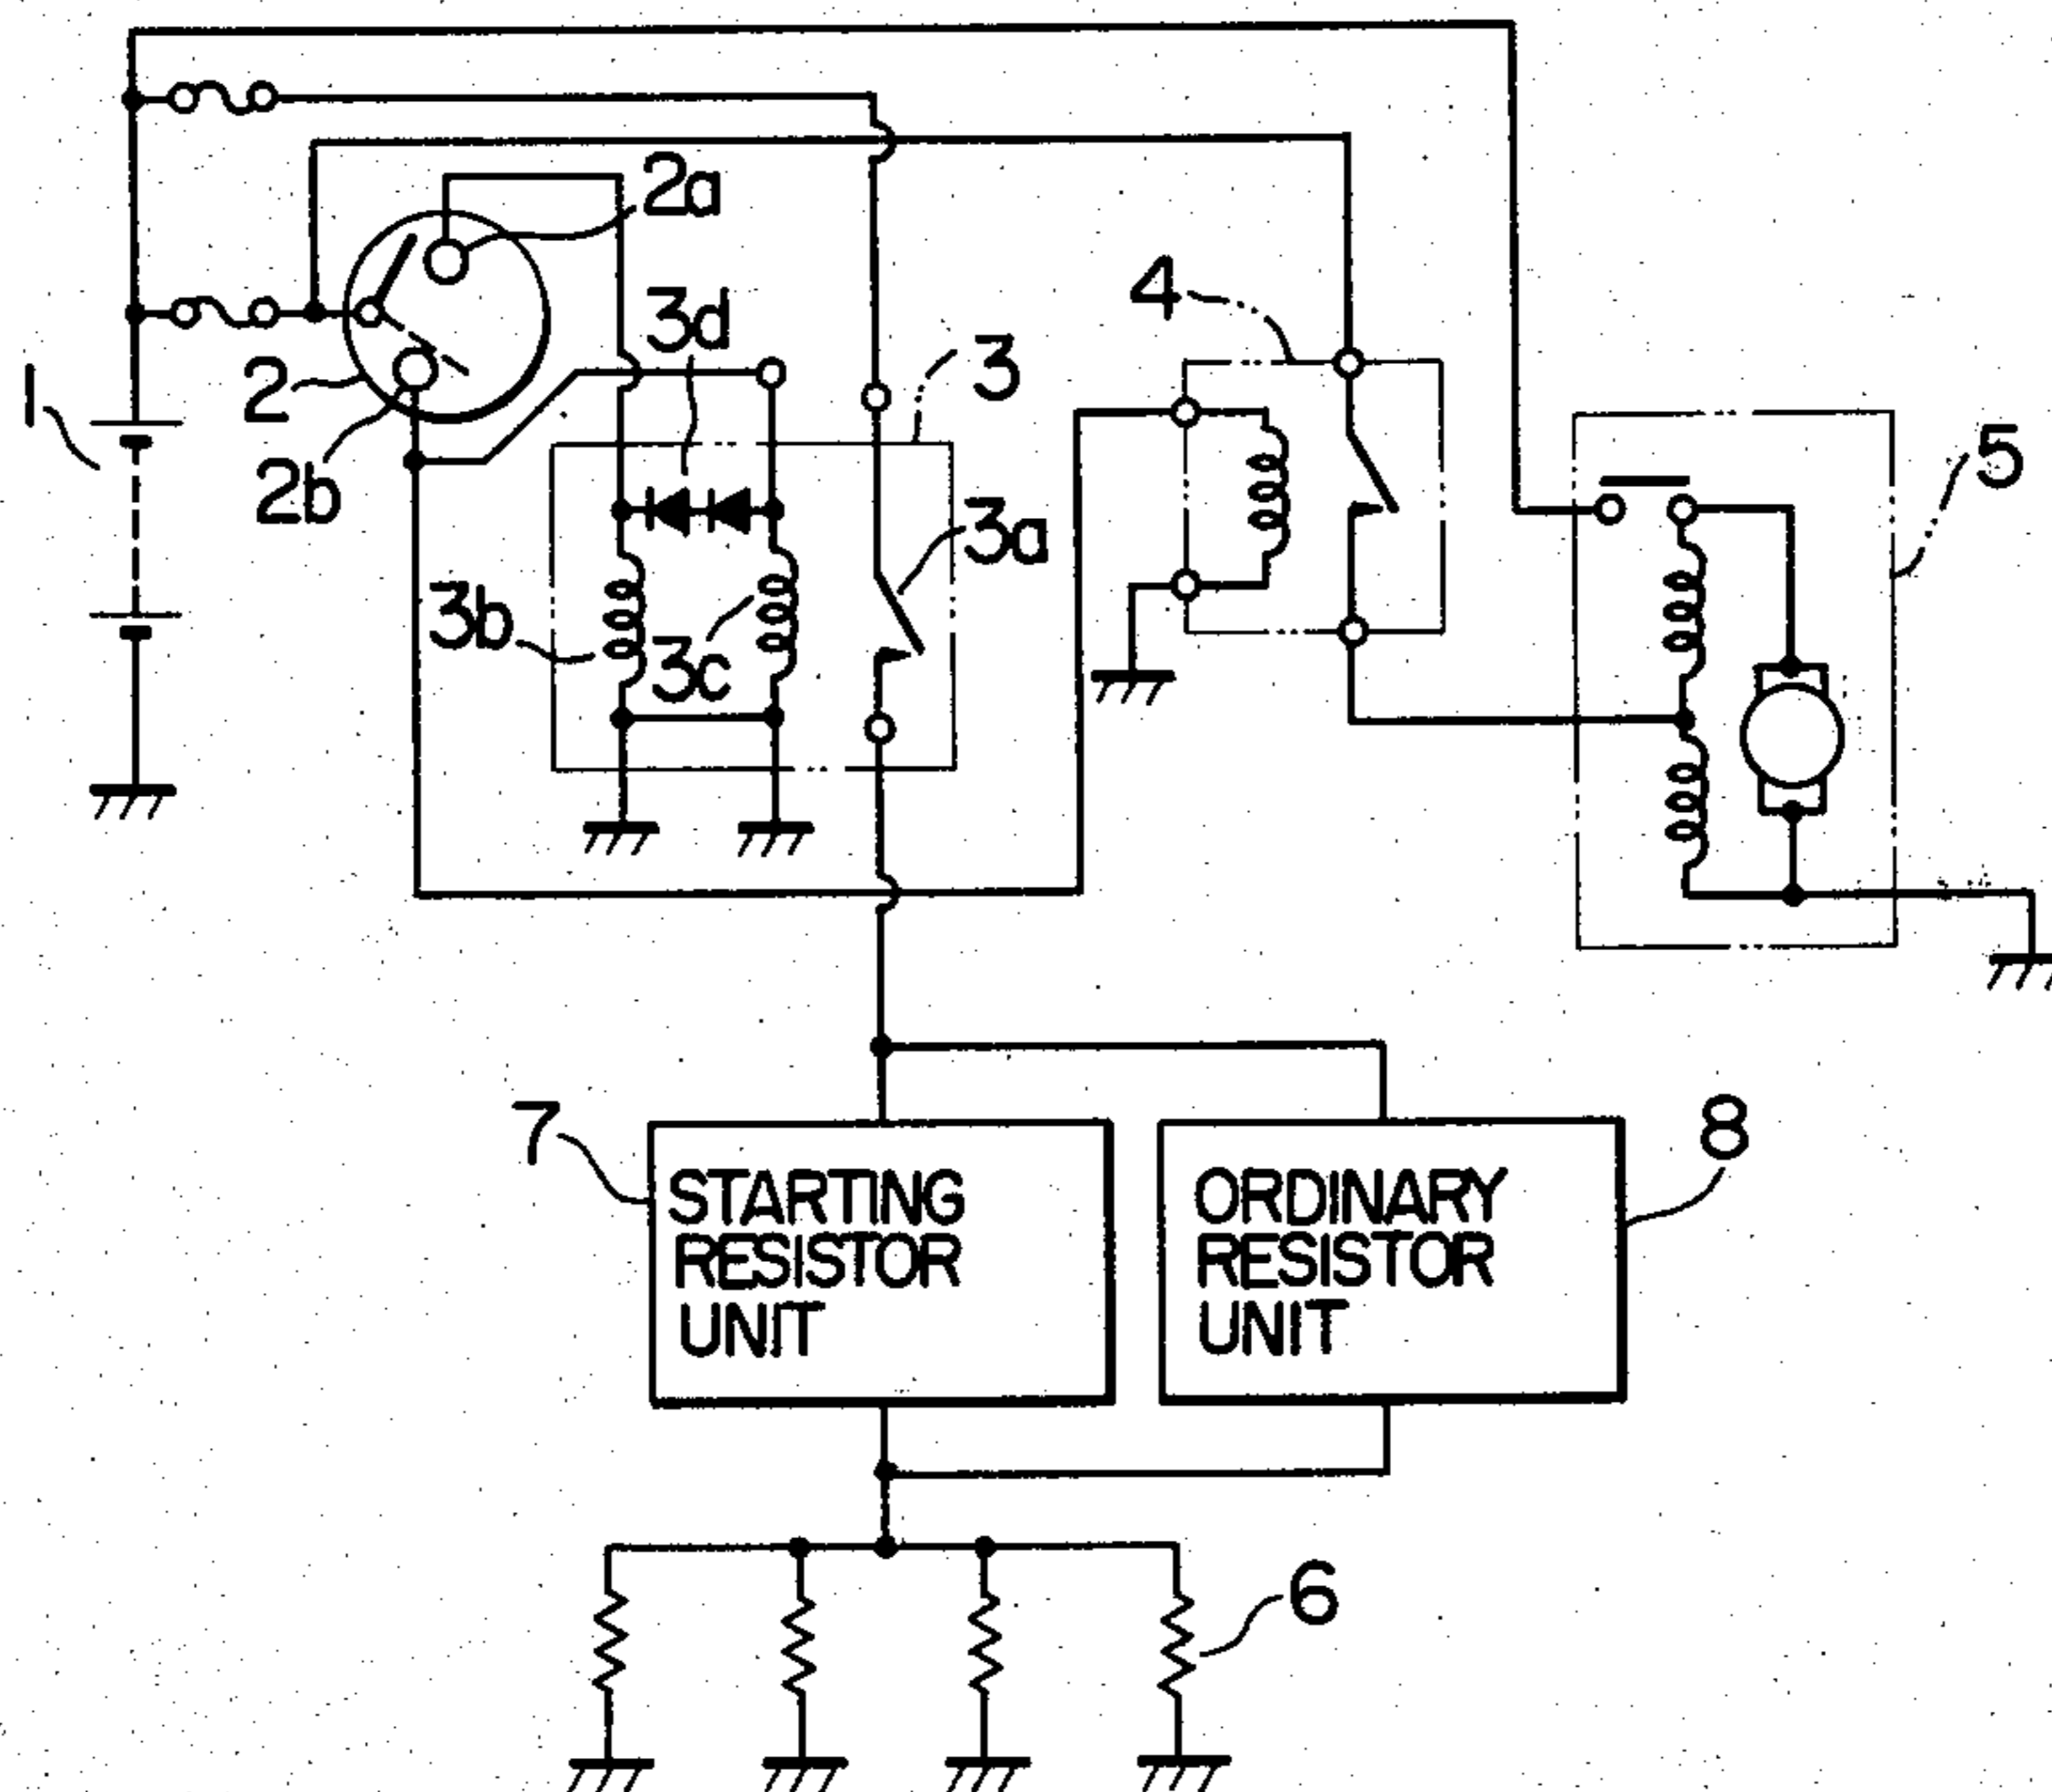 2a
3d
4
3
1
2
5
2b
3a
3b
3c
7
8
STARTING
RESISTOR
UNIT
ORDINARY
RESISTOR
UNIT
6